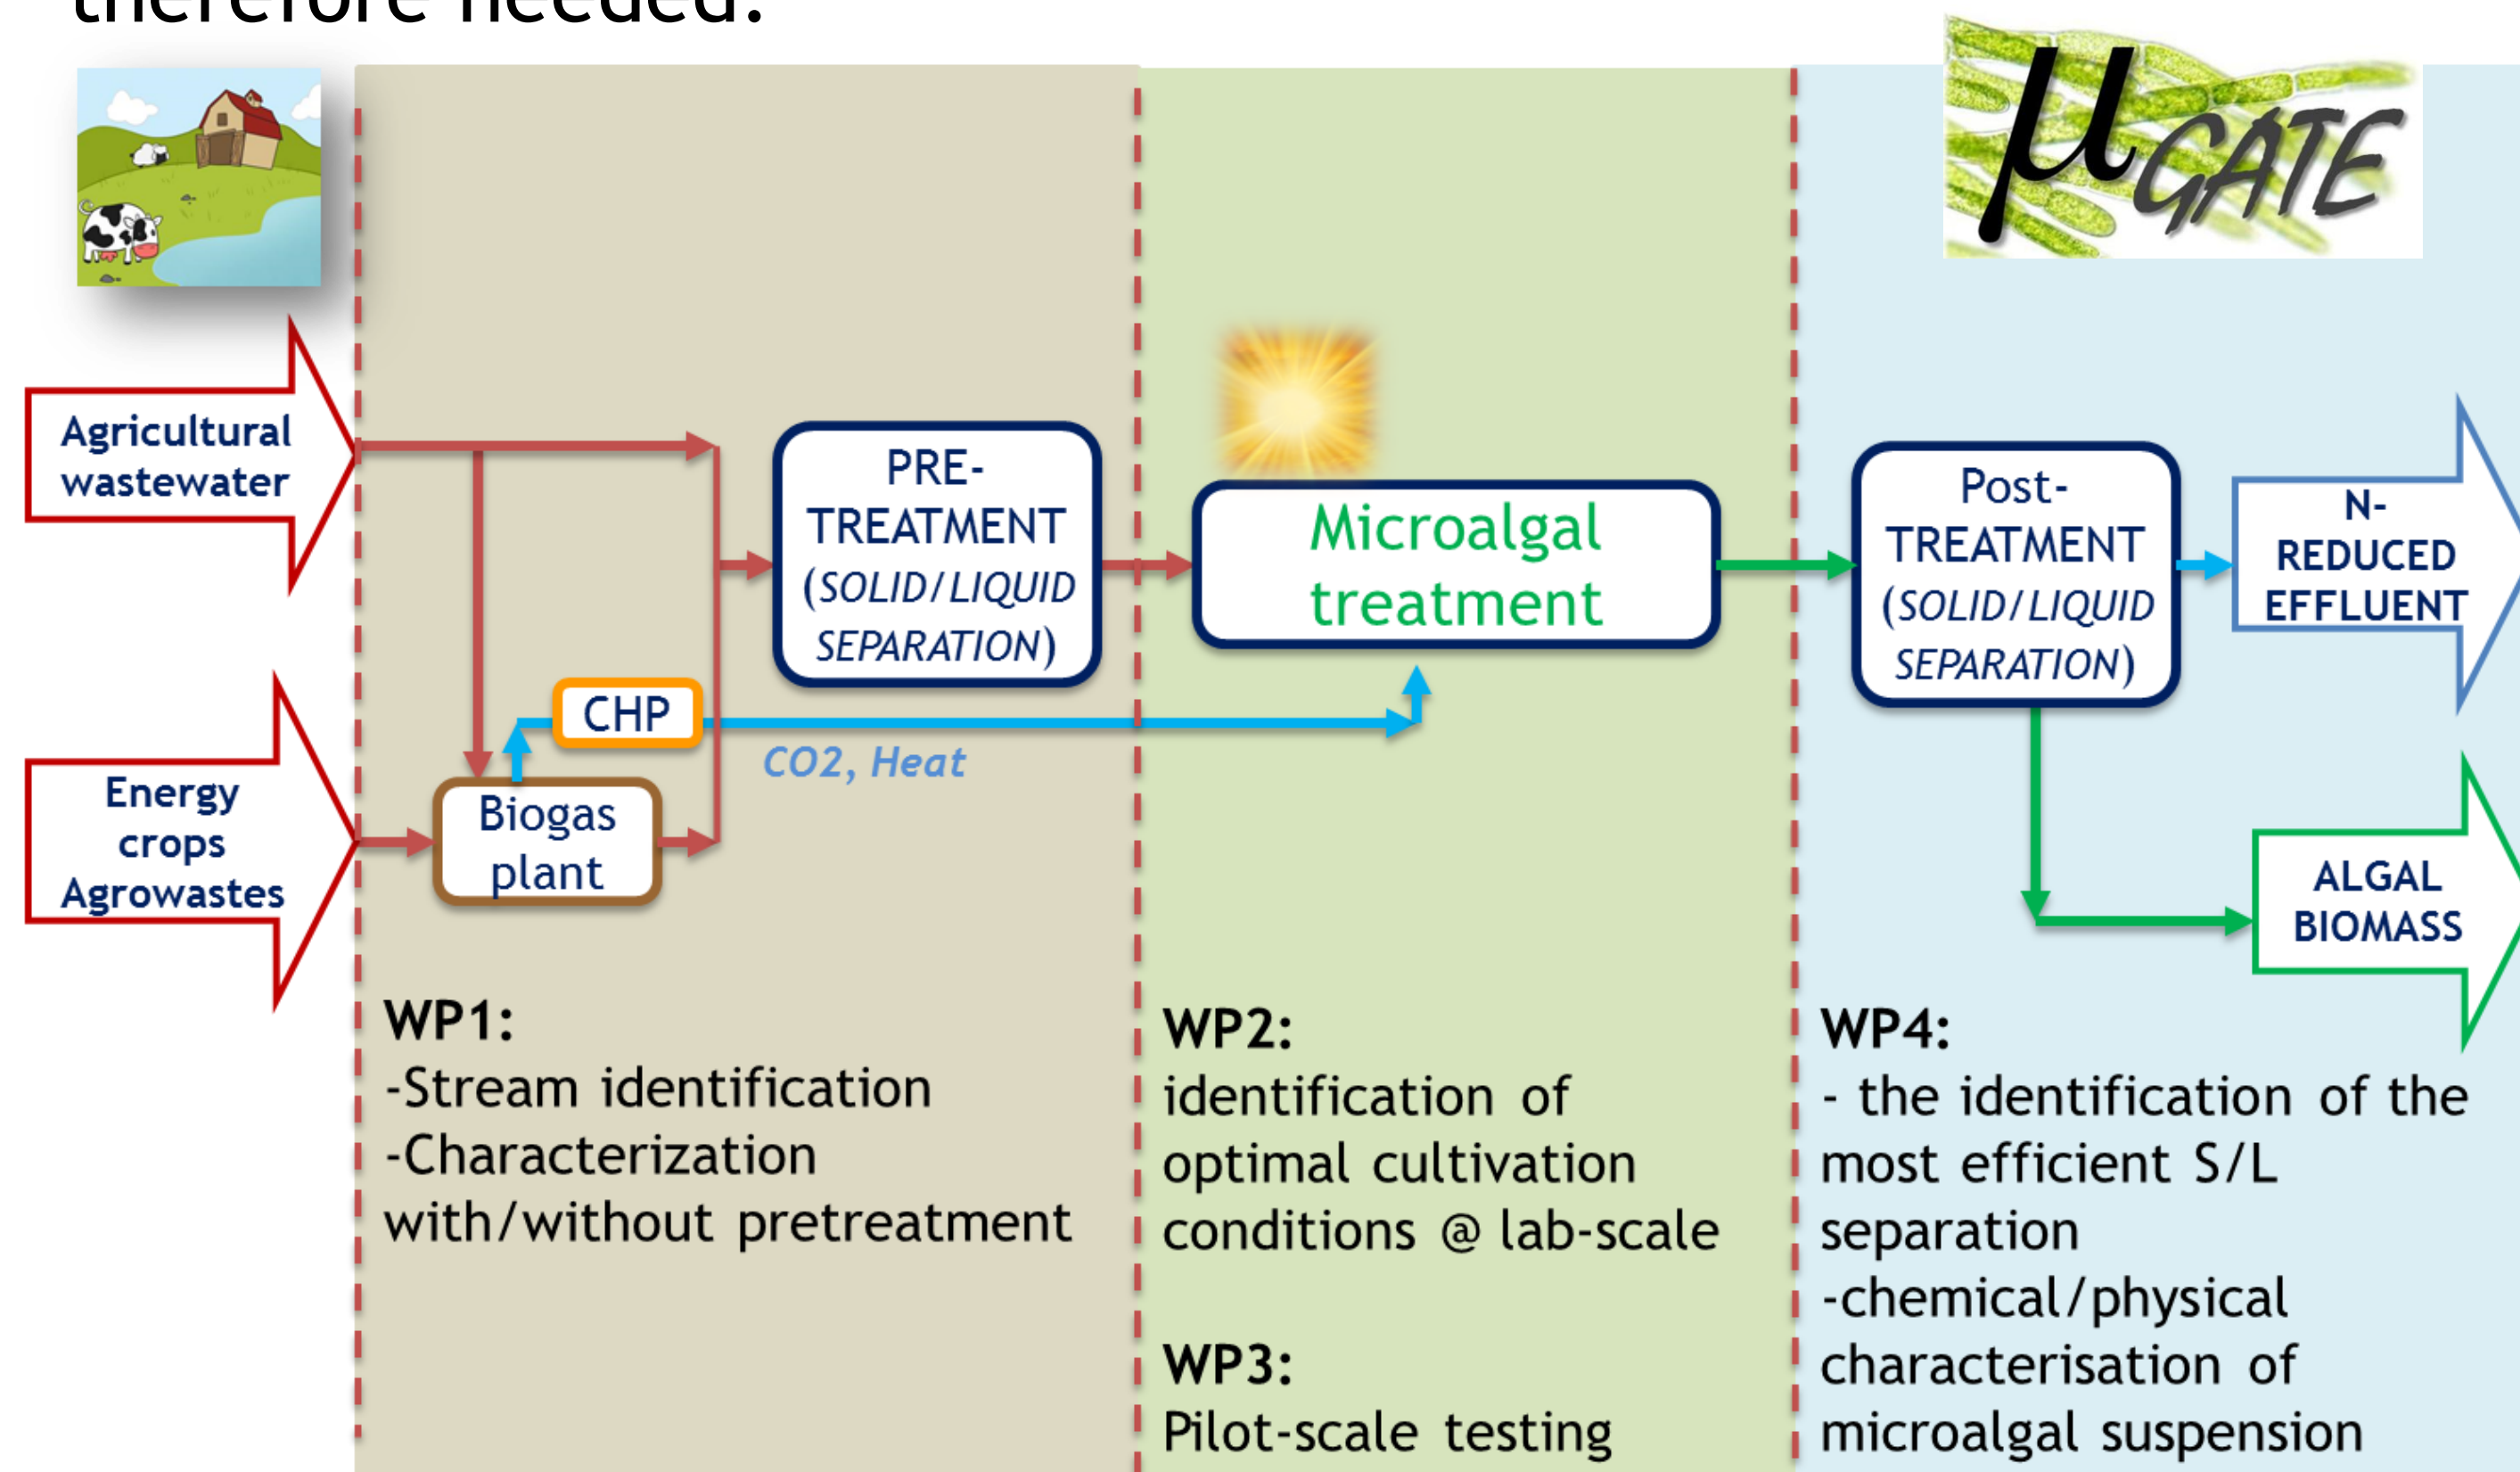 therefore needed.
μGATE
Agricultural
wastewater
PRE-
TREATMENT
(SOLID/LIQUID
SEPARATION)
Microalgal
treatment
Post-
TREATMENT
(SOLID/LIQUID
SEPARATION)
N-
REDUCED
EFFLUENT
CHP
CO2, Heat
Energy
crops
Agrowastes
Biogas
plant
ALGAL
BIOMASS
WP1:
-Stream identification
-Characterization
with/without pretreatment
WP2:
identification of
optimal cultivation
conditions @ lab-scale
WP3:
Pilot-scale testing
WP4:
- the identification of the
most efficient S/L
separation
-chemical/physical
characterisation of
microalgal suspension